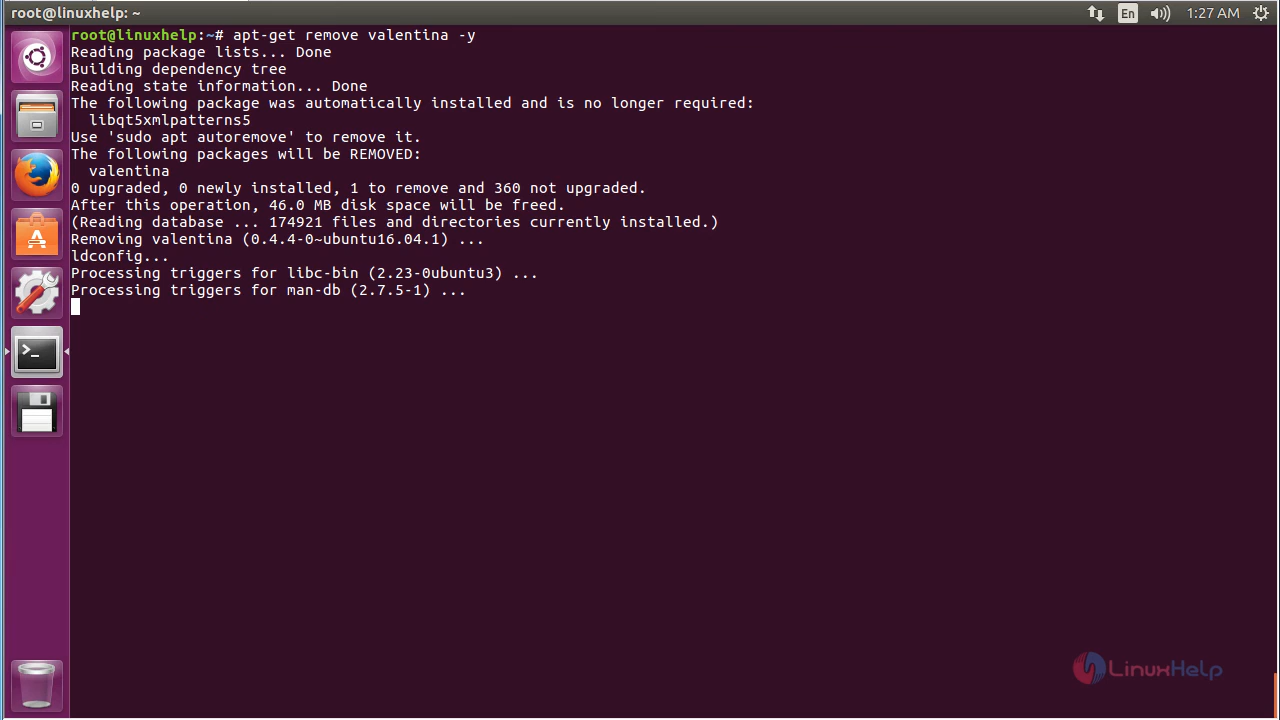 root@linuxhelp: ~
En
1:27 AM
root@linuxhelp:~# apt-get remove valentina -y
Reading package lists... Done
Building dependency tree
Reading state information... Done
The following package was automatically installed and is no longer required:
  libqt5xmlpatterns5
Use 'sudo apt autoremove' to remove it.
The following packages will be REMOVED:
  valentina
0 upgraded, 0 newly installed, 1 to remove and 360 not upgraded.
After this operation, 46.0 MB disk space will be freed.
(Reading database ... 174921 files and directories currently installed.)
Removing valentina (0.4.4-0~ubuntu16.04.1) ...
ldconfig...
Processing triggers for libc-bin (2.23-0ubuntu3) ...
Processing triggers for man-db (2.7.5-1) ...
LinuxHelp